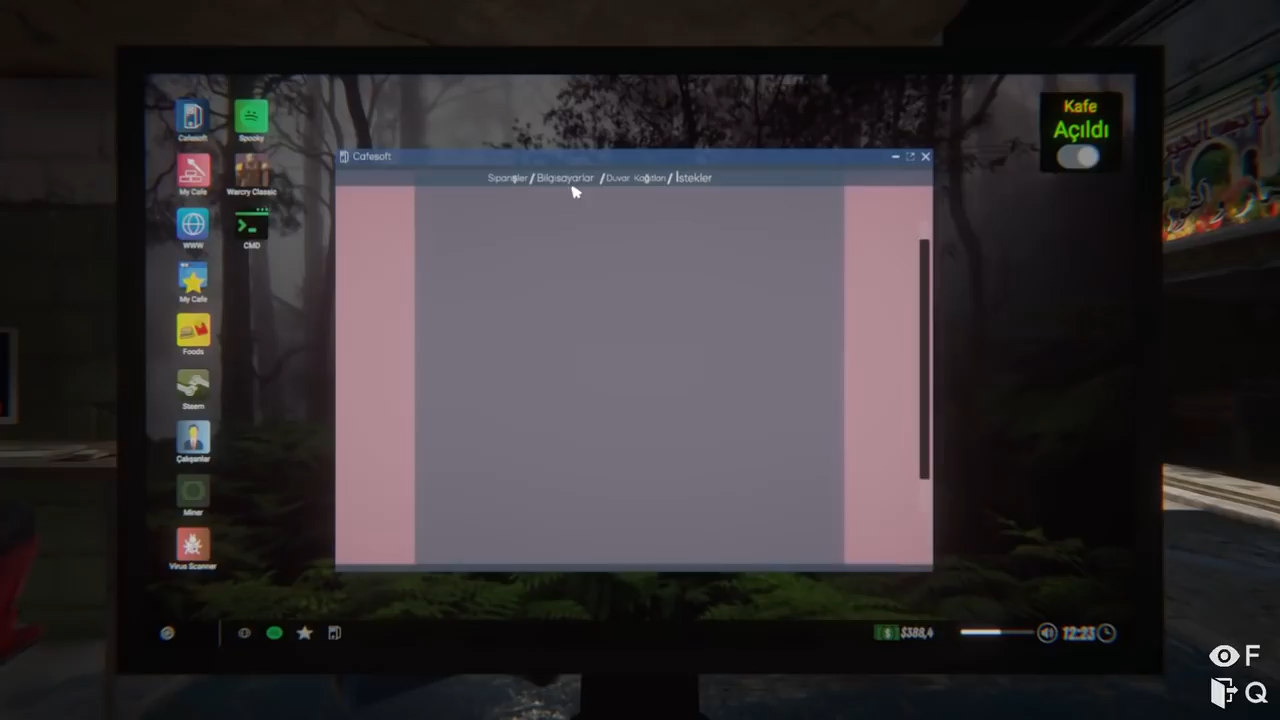 Cafesoft
Spooky
My Cafe
Warcry Classic
WWW
CMD
My Cafe
Foods
Steem
Çalışanlar
Miner
Virus Scanner
Kafe
Açıldı
Cafesoft
Siparişler / Bilgisayarlar / Duvar Kağıtları / İstekler
$388,4
12:23
F
Q